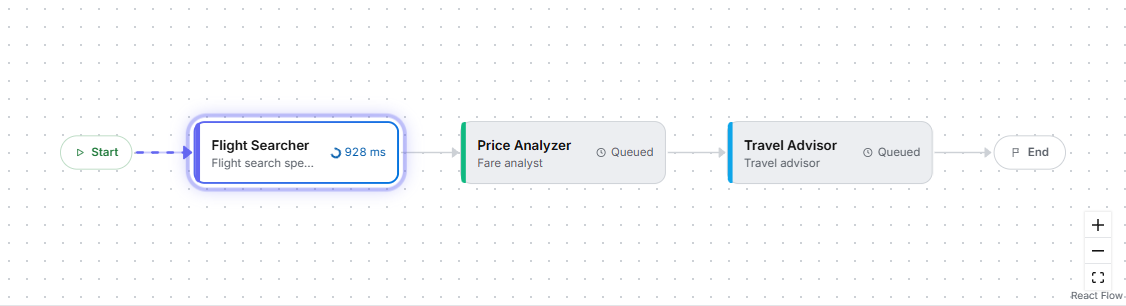 Start
Flight Searcher
Flight search spe...
928 ms
Price Analyzer
Fare analyst
Queued
Travel Advisor
Travel advisor
Queued
End
React Flow